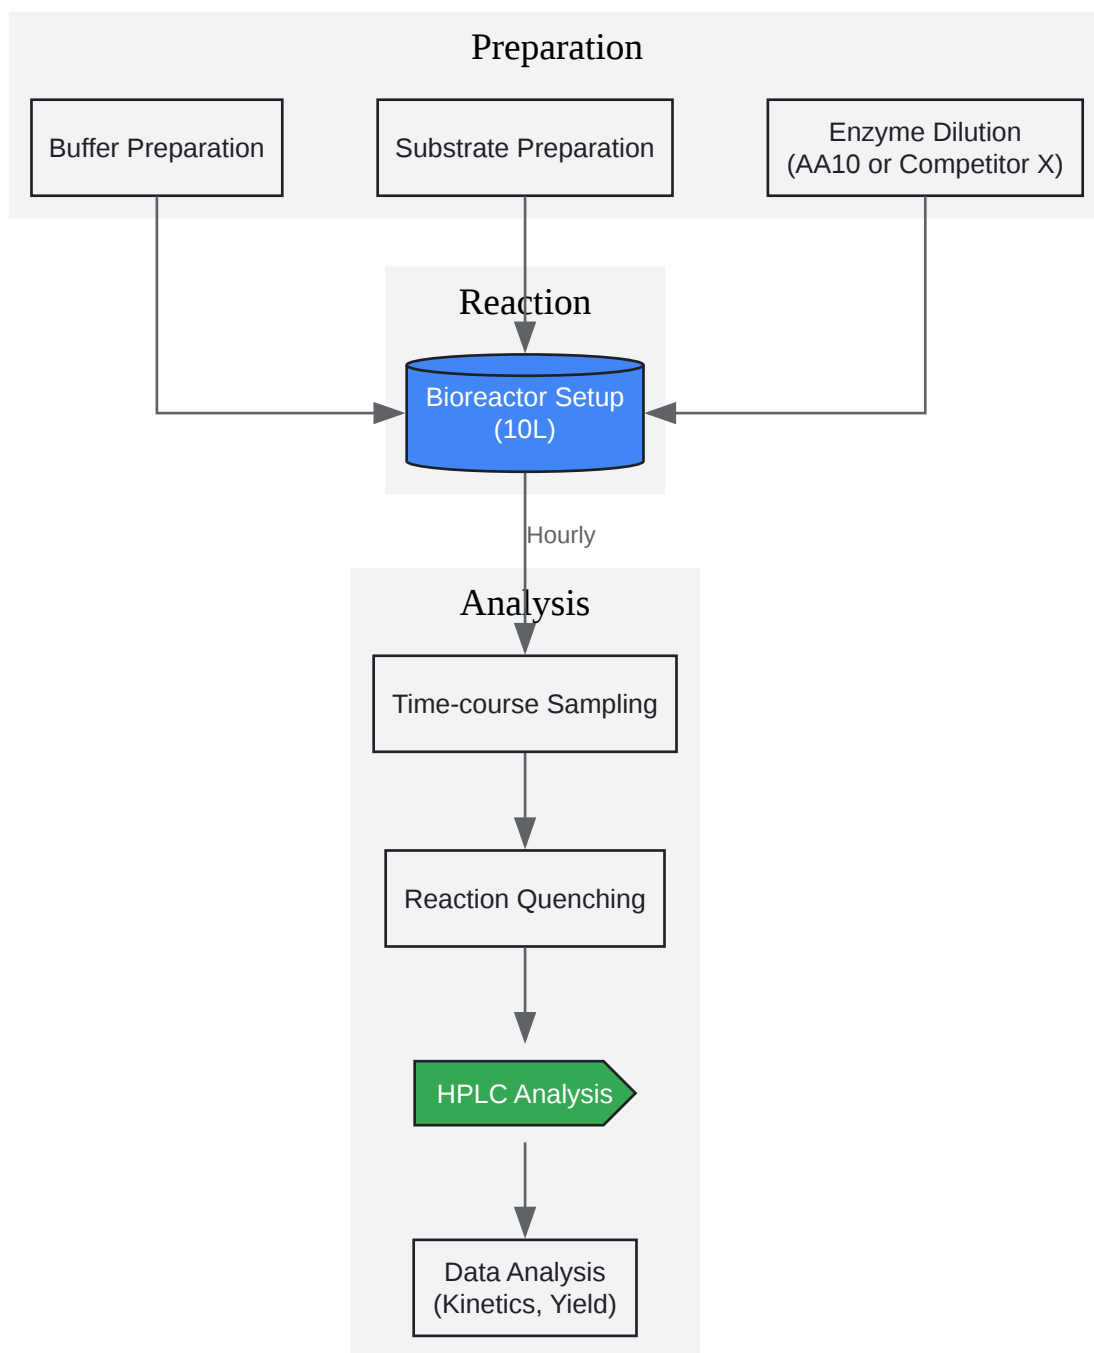 Preparation
Buffer Preparation
Substrate Preparation
Enzyme Dilution
(AA10 or Competitor X)
Reaction
Bioreactor Setup
(10L)
Hourly
Analysis
Time-course Sampling
Reaction Quenching
HPLC Analysis
Data Analysis
(Kinetics, Yield)